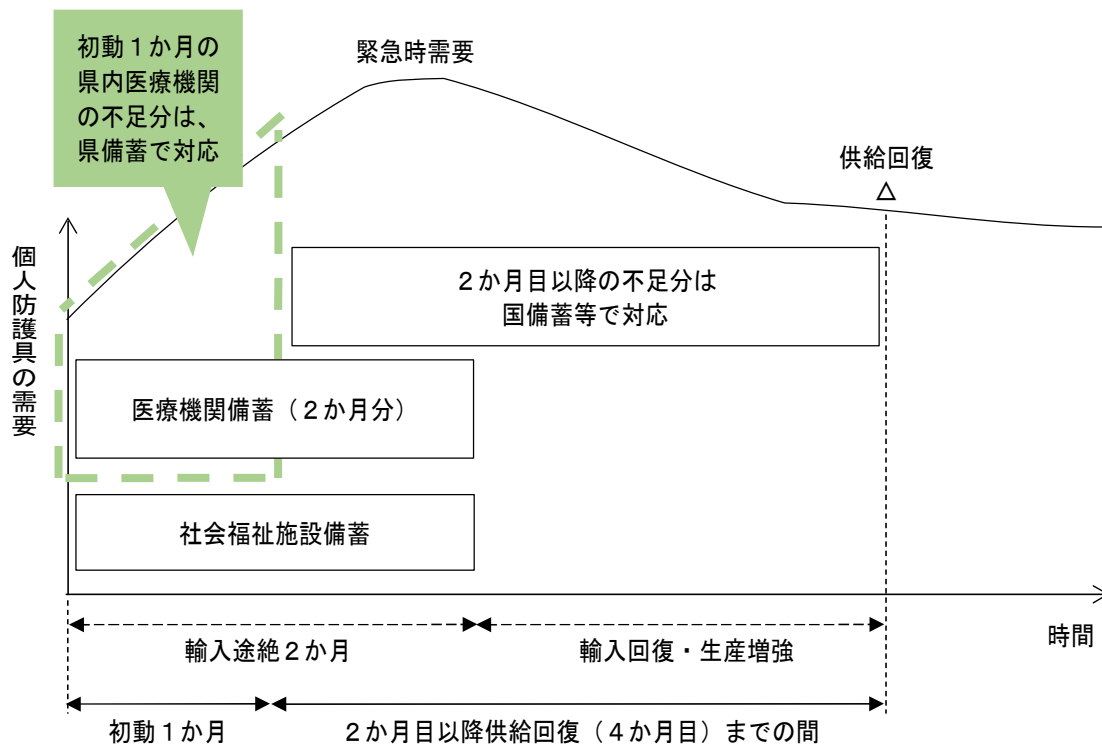 初動１か月の
県内医療機関
の不足分は、
県備蓄で対応
緊急時需要
供給回復
△
個人防護具の需要
２か月目以降の不足分は
国備蓄等で対応
医療機関備蓄（２か月分）
社会福祉施設備蓄
時間
輸入途絶２か月
輸入回復・生産増強
初動１か月
２か月目以降供給回復（４か月目）までの間